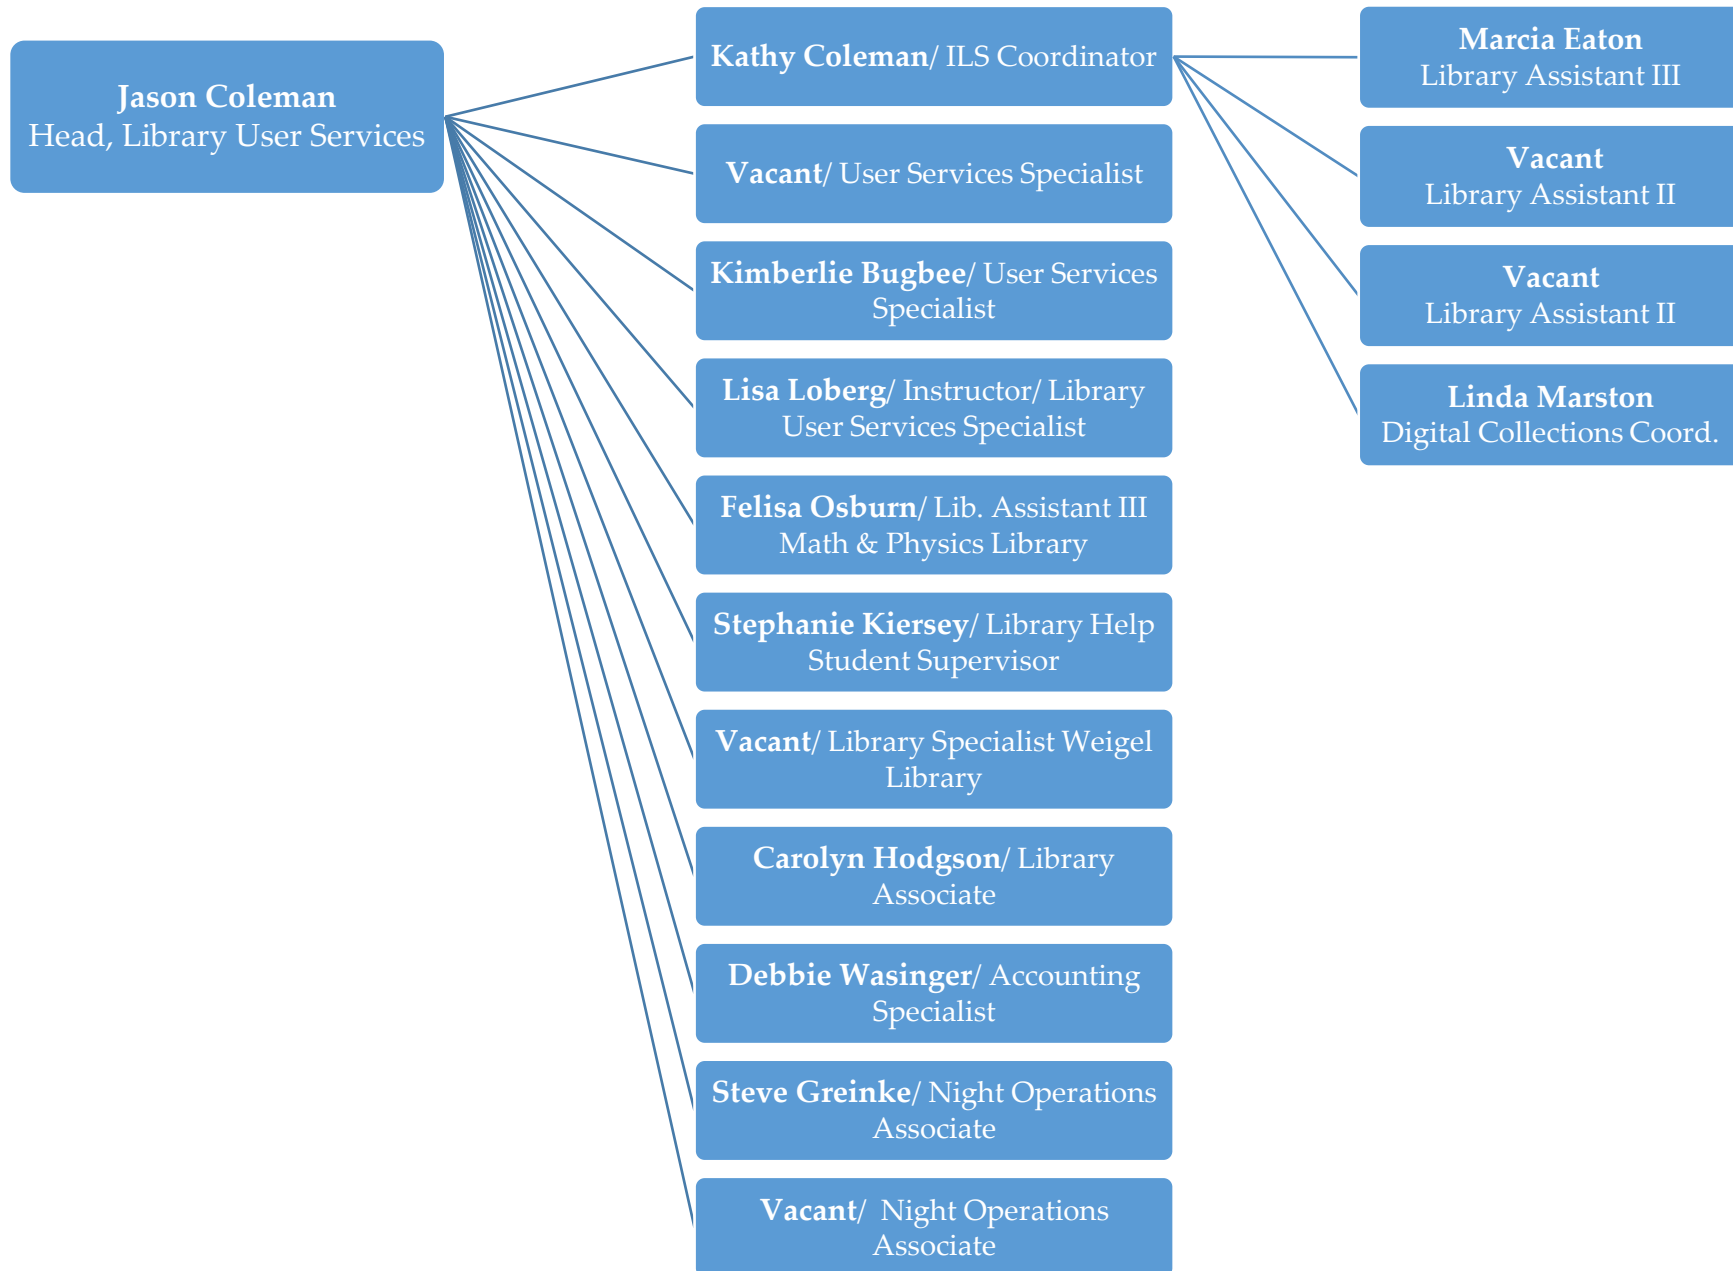 Jason Coleman
Head, Library User Services
Kathy Coleman/ ILS Coordinator
Vacant/ User Services Specialist
Kimberlie Bugbee/ User Services
Specialist
Lisa Loberg/ Instructor/ Library
User Services Specialist
Felisa Osburn/ Lib. Assistant III
Math & Physics Library
Stephanie Kiersey/ Library Help
Student Supervisor
Vacant/ Library Specialist Weigel
Library
Carolyn Hodgson/ Library
Associate
Debbie Wasinger/ Accounting
Specialist
Steve Greinke/ Night Operations
Associate
Vacant/ Night Operations
Associate
Marcia Eaton
Library Assistant III
Vacant
Library Assistant II
Vacant
Library Assistant II
Linda Marston
Digital Collections Coord.